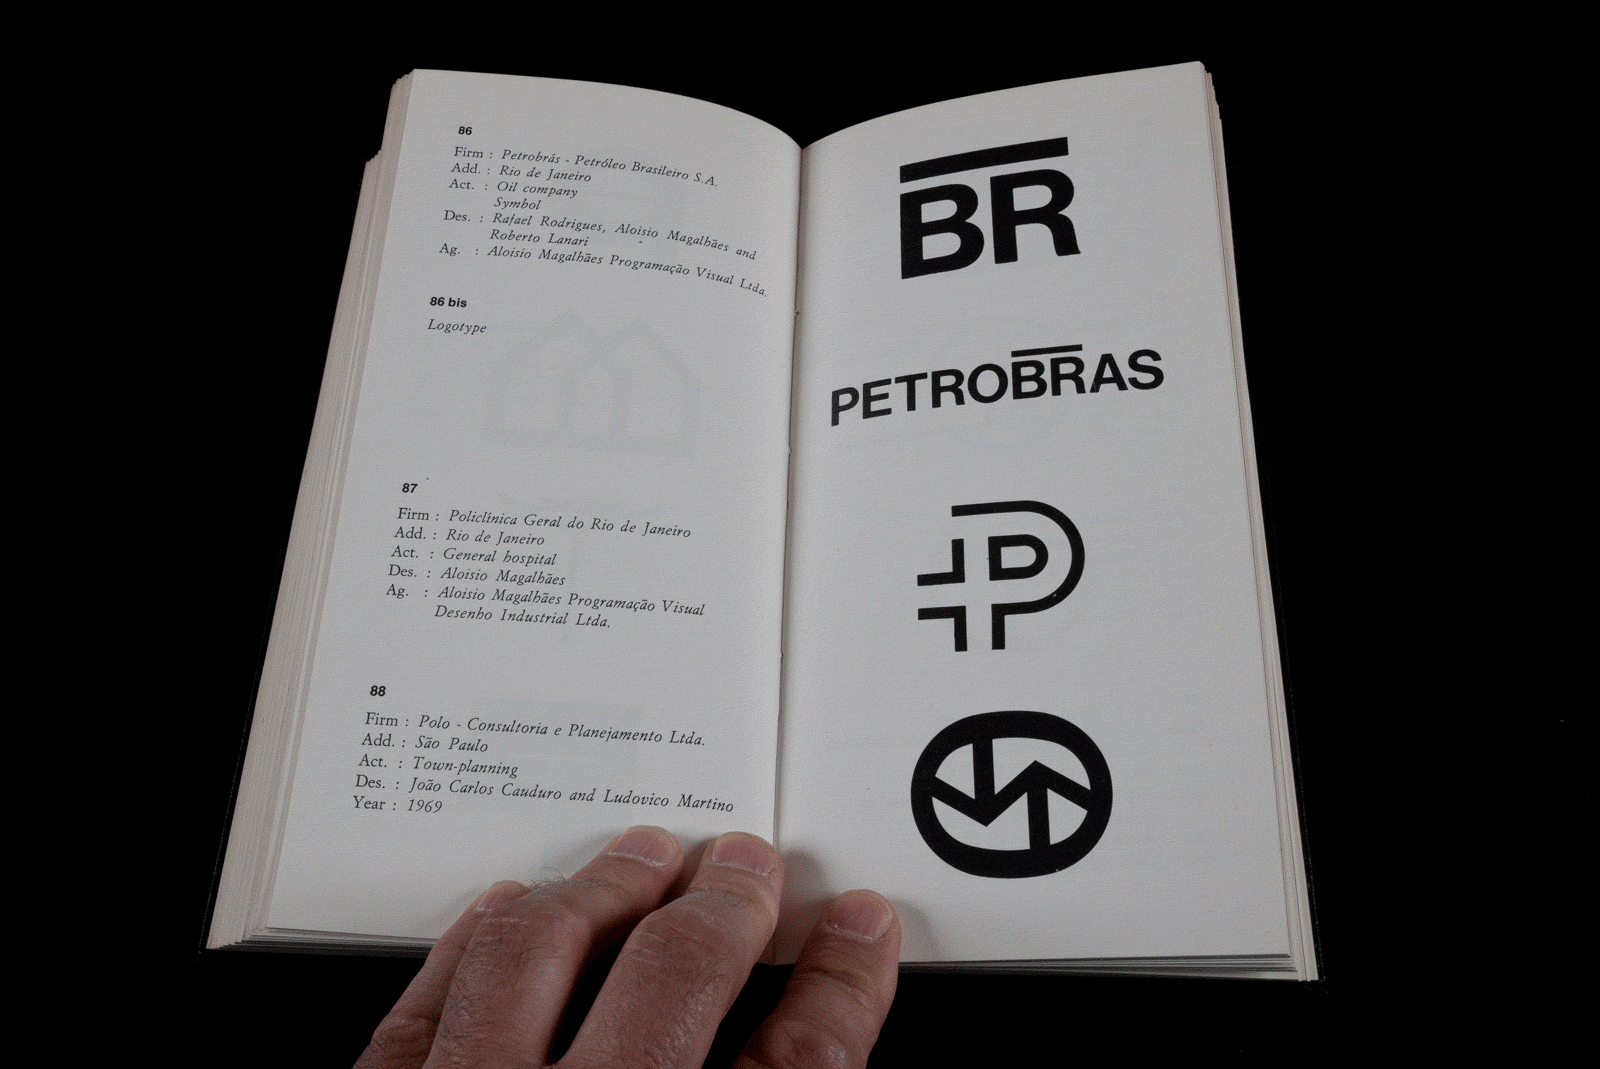 86
Firm : Petrobrás - Petróleo Brasileiro S.A.
Add. : Rio de Janeiro
Act. : Oil company
Symbol
Des. : Rafael Rodrigues, Aloisio Magalhães and
Roberto Lanari
Ag. : Aloisio Magalhães Programação Visual Ltda.
86 bis
Logotype
87
Firm : Policlínica Geral do Rio de Janeiro
Add. : Rio de Janeiro
Act. : General hospital
Des. : Aloisio Magalhães
Ag. : Aloisio Magalhães Programação Visual
Desenho Industrial Ltda.
88
Firm : Polo - Consultoria e Planejamento Ltda.
Add. : São Paulo
Act. : Town-planning
Des. : João Carlos Cauduro and Ludovico Martino
Year : 1969
BR
PETROBRAS
P